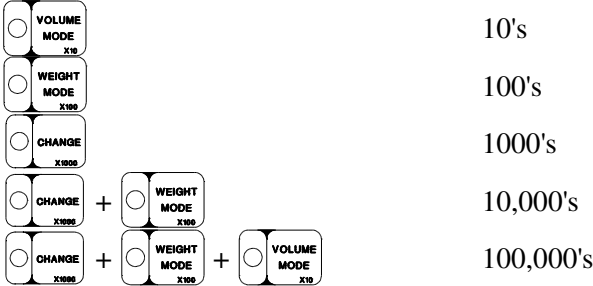 VOLUME
MODE
X10
10's
WEIGHT
MODE
X100
100's
CHANGE
X1000
1000's
CHANGE
X1000
+
WEIGHT
MODE
X100
10,000's
CHANGE
X1000
+
WEIGHT
MODE
X100
+
VOLUME
MODE
X10
100,000's